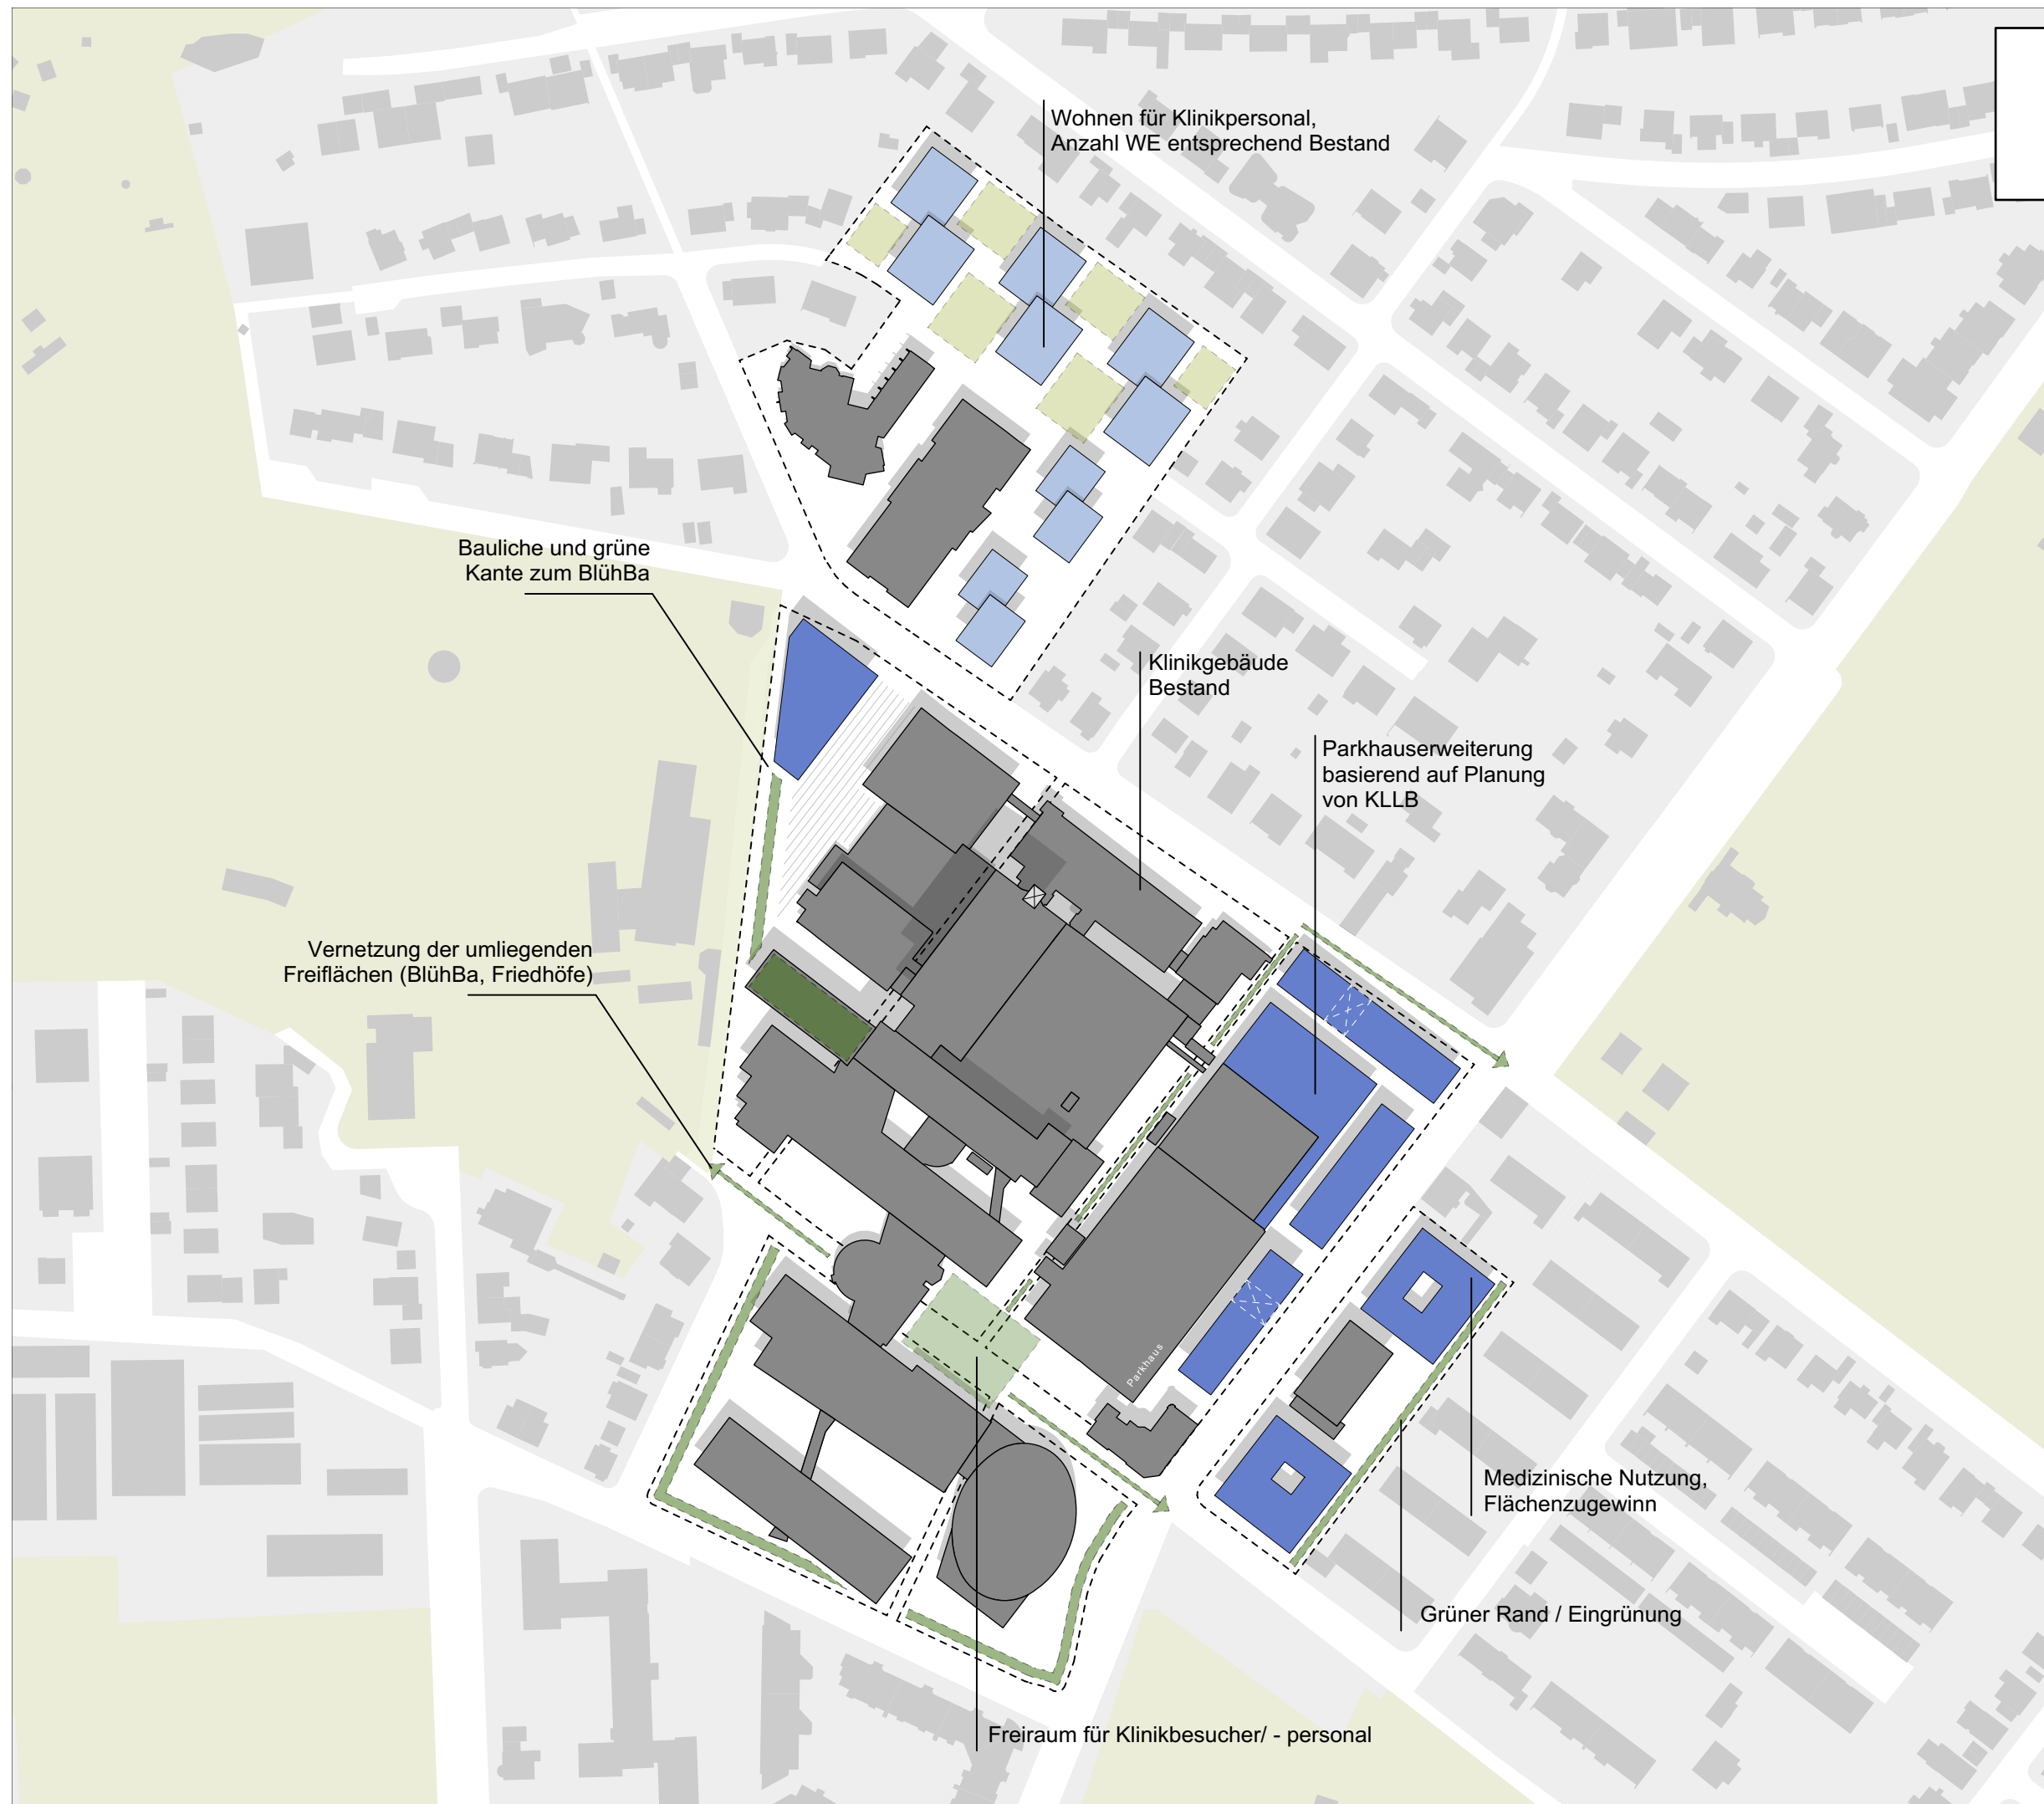 Wohnen für Klinikpersonal,
Anzahl WE entsprechend Bestand
Bauliche und grüne
Kante zum BlühBa
Klinikgebäude
Bestand
Parkhauserweiterung
basierend auf Planung
von KLLB
Vernetzung der umliegenden
Freiflächen (BlühBa, Friedhöfe)
Parkhaus
Medizinische Nutzung,
Flächenzugewinn
Grüner Rand / Eingrünung
Freiraum für Klinikbesucher/ - personal